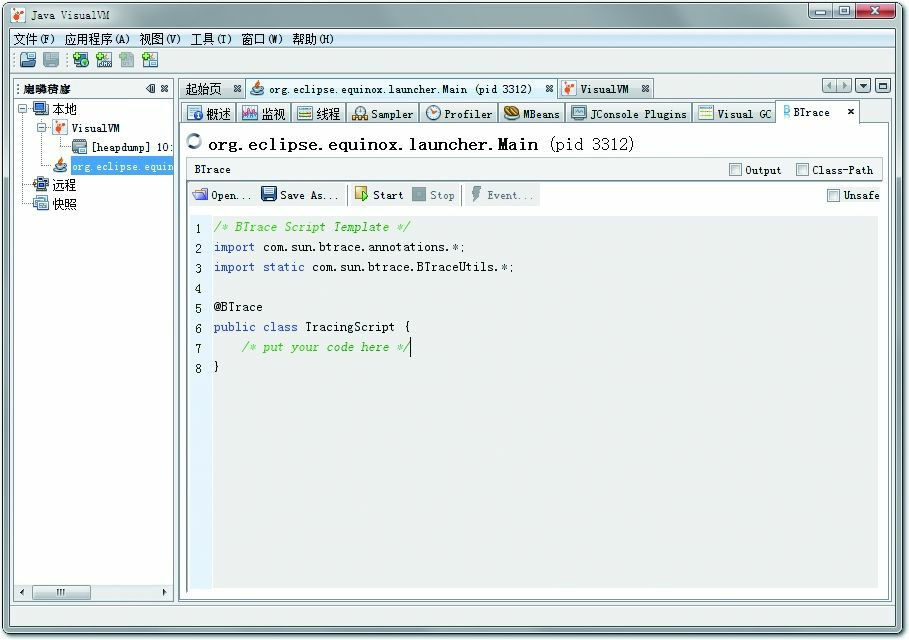 Java VisualVM
文件(F) 应用程序(A) 视图(V) 工具(T) 窗口(W) 帮助(H)
起始页 org.eclipse.equinox.launcher.Main (pid 3312) VisualVM
本地
VisualVM
[heapdump] 10:
org.eclipse.equin
远程
快照
概述 监视 线程 Sampler Profiler MBeans JConsole Plugins Visual GC BTrace
org.eclipse.equinox.launcher.Main (pid 3312)
BTrace Output Class-Path
Open... Save As... Start Stop Event... Unsafe
1 /* BTrace Script Template */
2 import com.sun.btrace.annotations.*;
3 import static com.sun.btrace.BTraceUtils.*;
4
5 @BTrace
6 public class TracingScript {
7 /* put your code here */
8 }